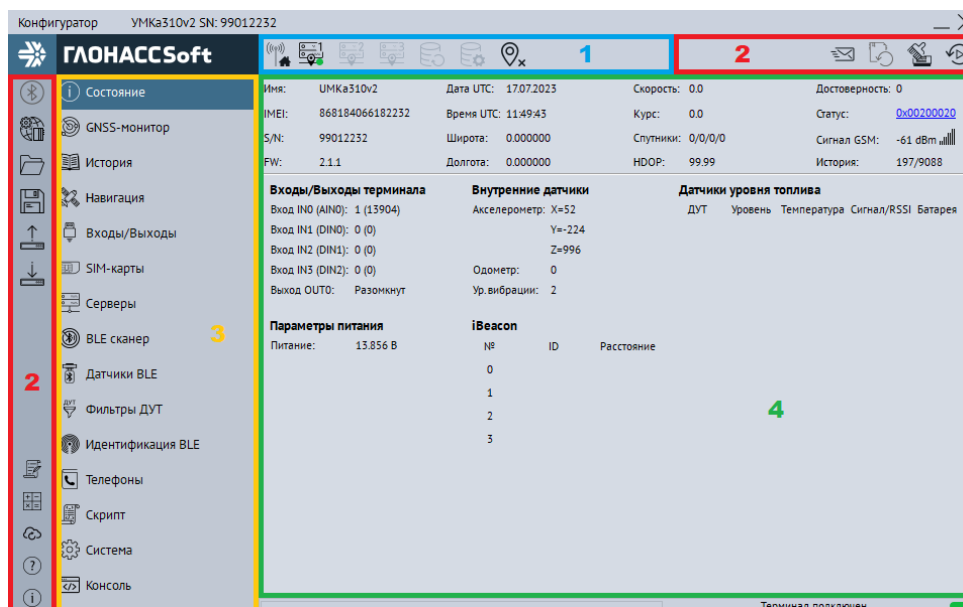 Конфигуратор УМКа310v2 SN: 99012232
ГЛОНАССSoft 1 2
Состояние
GNSS-монитор
История
Навигация
Входы/Выходы
SIM-карты
Серверы
BLE сканер
Датчики BLE
Фильтры ДУТ
Идентификация BLE
Телефоны
Скрипт
Система
Консоль
2
3
Имя: УМКа310v2 Дата UTC: 17.07.2023 Скорость: 0.0 Достоверность: 0
IMEI: 868184066182232 Время UTC: 11:49:43 Курс: 0.0 Статус: 0x00200020
S/N: 99012232 Широта: 0.000000 Спутники: 0/0/0/0 Сигнал GSM: -61 dBm
FW: 2.1.1 Долгота: 0.000000 HDOP: 99.99 История: 197/9088
Входы/Выходы терминала Внутренние датчики Датчики уровня топлива
Вход IN0 (AIN0): 1 (13904) Акселерометр: X=52 ДУТ Уровень Температура Сигнал/RSSI Батарея
Вход IN1 (DIN0): 0 (0) Y=-224
Вход IN2 (DIN1): 0 (0) Z=996
Вход IN3 (DIN2): 0 (0) Одометр: 0
Выход OUT0: Разомкнут Ур.вибрации: 2
Параметры питания iBeacon
Питание: 13.856 В № ID Расстояние
0
1
2
3
4
Терминал подключен